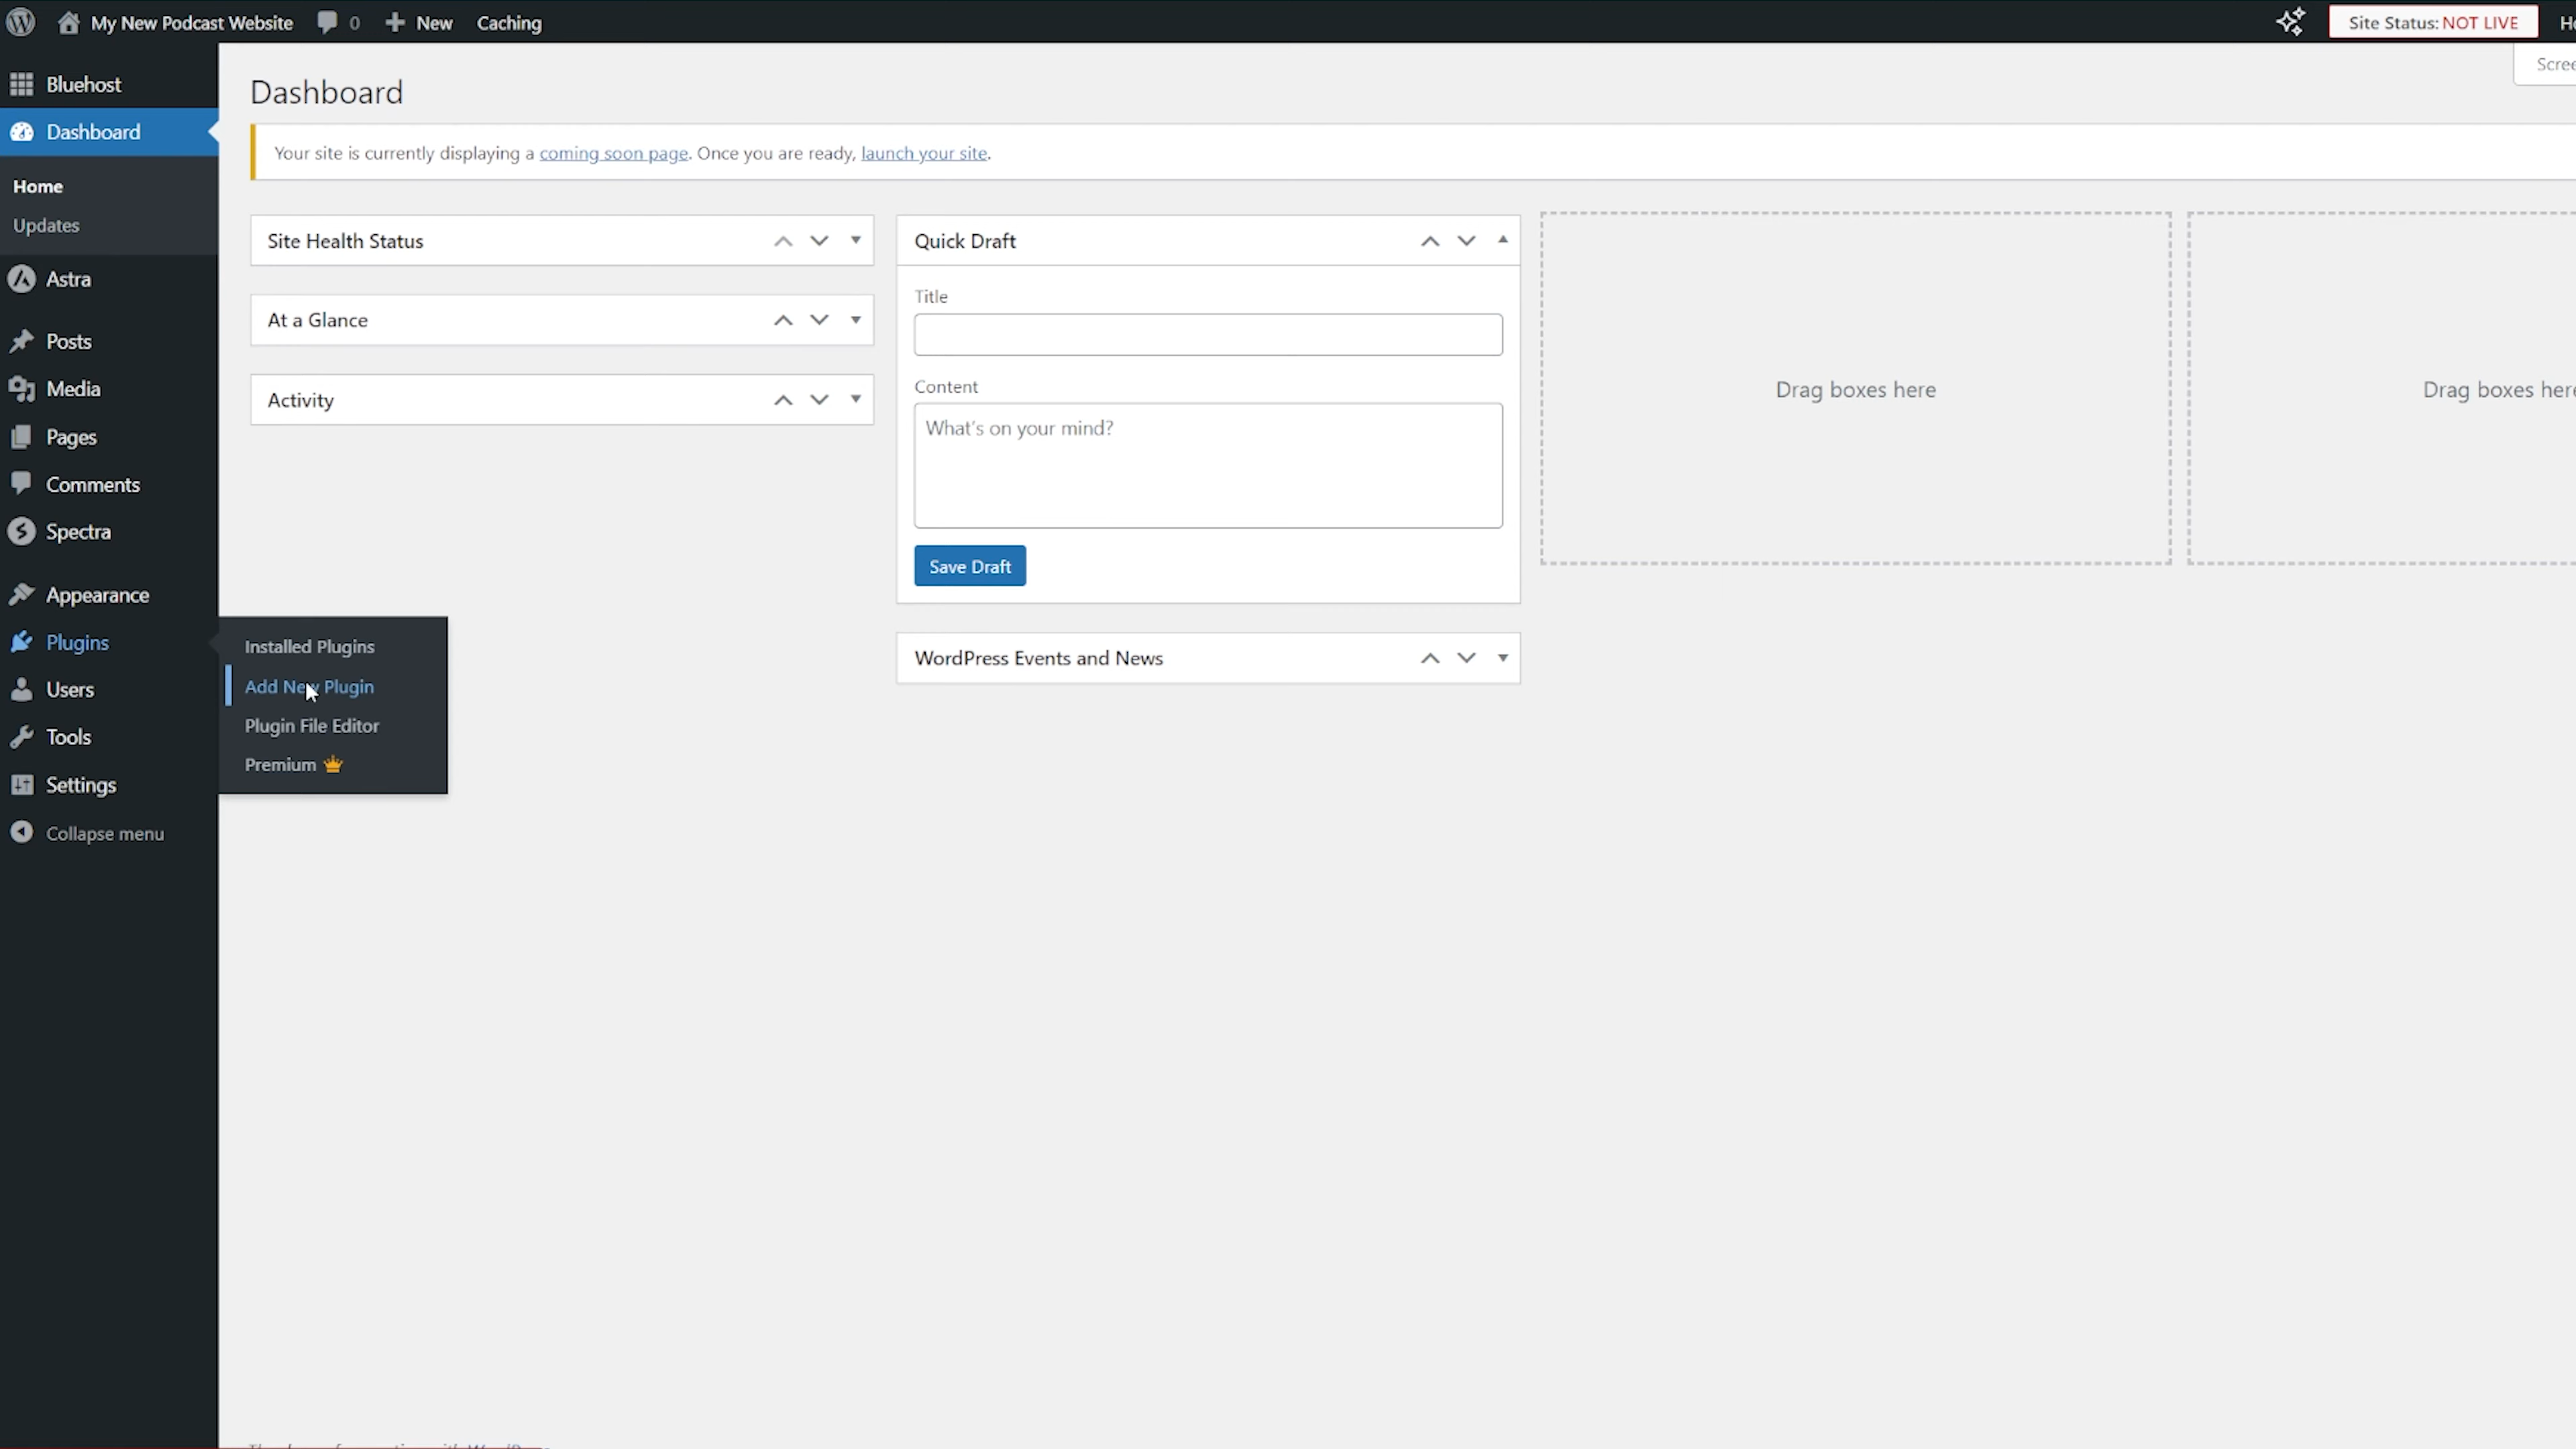 My New Podcast Website 0 New Caching Site Status: NOT LIVE
Bluehost
Dashboard
Home
Updates
Astra
Posts
Media
Pages
Comments
Spectra
Appearance
Plugins
Users
Tools
Settings
Collapse menu
Installed Plugins
Add New Plugin
Plugin File Editor
Premium
Dashboard
Your site is currently displaying a coming soon page. Once you are ready, launch your site.
Site Health Status
At a Glance
Activity
Quick Draft
Title
Content
What's on your mind?
Save Draft
WordPress Events and News
Drag boxes here
Drag boxes here